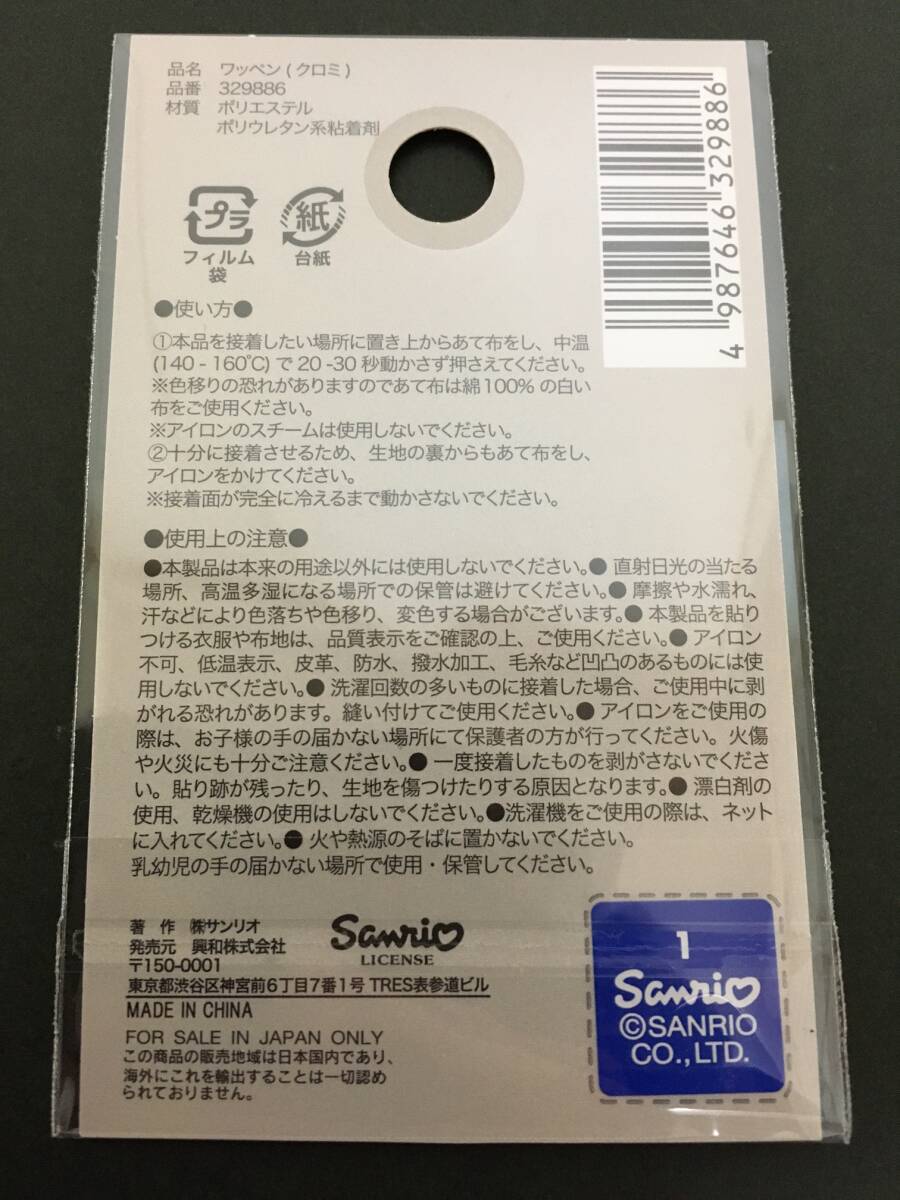 品名 ワッペン ( クロミ )
品番 329886
材質 ポリエステル
ポリウレタン系粘着剤
4 987646 329886
プラ
フィルム
袋
紙
台紙
●使い方●
①本品を接着したい場所に置き上からあて布をし、中温
(140 - 160℃) で 20 -30 秒動かさず押さえてください。
※色移りの恐れがありますのであて布は綿100% の白い
布をご使用ください。
※アイロンのスチームは使用しないでください。
②十分に接着させるため、生地の裏からもあて布をし、
アイロンをかけてください。
※接着面が完全に冷えるまで動かさないでください。
●使用上の注意●
●本製品は本来の用途以外には使用しないでください。● 直射日光の当たる
場所、高温多湿になる場所での保管は避けてください。● 摩擦や水濡れ、
汗などにより色落ちや色移り、変色する場合がございます。● 本製品を貼り
つける衣服や布地は、品質表示をご確認の上、ご使用ください。● アイロン
不可、低温表示、皮革、防水、撥水加工、毛糸など凹凸のあるものには使
用しないでください。● 洗濯回数の多いものに接着した場合、ご使用中に剥
がれる恐れがあります。縫い付けてご使用ください。● アイロンをご使用の
際は、お子様の手の届かない場所にて保護者の方が行ってください。火傷
や火災にも十分ご注意ください。● 一度接着したものを剥がさないでくださ
い。貼り跡が残ったり、生地を傷つけたりする原因となります。● 漂白剤の
使用、乾燥機の使用はしないでください。●洗濯機をご使用の際は、ネット
に入れてください。● 火や熱源のそばに置かないでください。
乳幼児の手の届かない場所で使用・保管してください。
著 作 ㈱サンリオ
発売元 興和株式会社
〒150-0001
東京都渋谷区神宮前6丁目7番1号 TRES表参道ビル
MADE IN CHINA
FOR SALE IN JAPAN ONLY
この商品の販売地域は日本国内であり、
海外にこれを輸出することは一切認め
られておりません。
Sanrio
LICENSE
1
Sanrio
©SANRIO
CO.,LTD.